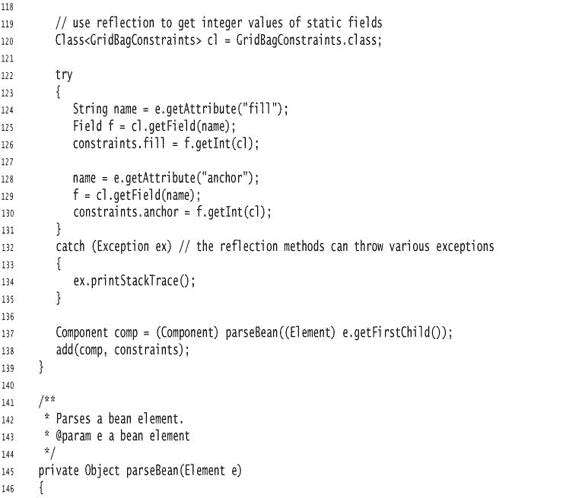 118
119 // use reflection to get integer values of static fields
120 Class<GridBagConstraints> cl = GridBagConstraints.class;
121
122 try
123 {
124 String name = e.getAttribute("fill");
125 Field f = cl.getField(name);
126 constraints.fill = f.getInt(cl);
127
128 name = e.getAttribute("anchor");
129 f = cl.getField(name);
130 constraints.anchor = f.getInt(cl);
131 }
132 catch (Exception ex) // the reflection methods can throw various exceptions
133 {
134 ex.printStackTrace();
135 }
136
137 Component comp = (Component) parseBean((Element) e.getFirstChild());
138 add(comp, constraints);
139 }
140
141 /**
142 * Parses a bean element.
143 * @param e a bean element
144 */
145 private Object parseBean(Element e)
146 {